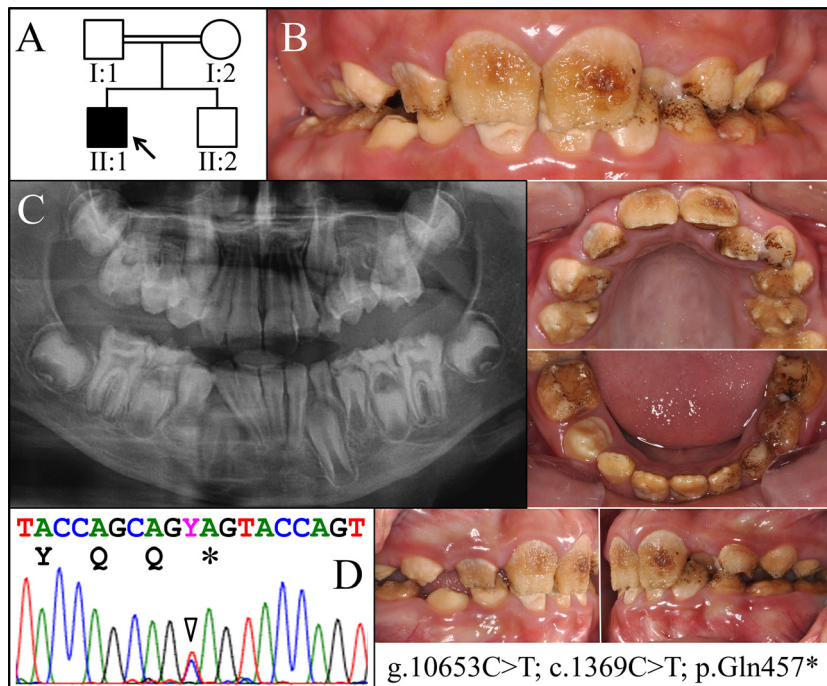 A
I:1
I:2
II:1
II:2
B
C
TACCAGCAGYAGTACCAGT
Y Q Q *
D
g.10653C>T; c.1369C>T; p.Gln457*